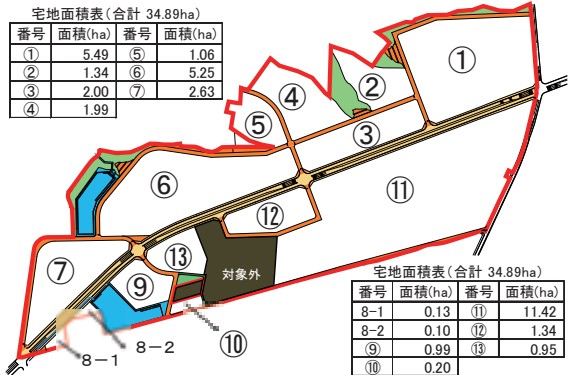 宅地面積表(合計 34.89ha)
番号 面積(ha) 番号 面積(ha)
① 5.49 ⑤ 1.06
② 1.34 ⑥ 5.25
③ 2.00 ⑦ 2.63
④ 1.99
①
②
④
③
⑤
⑥
⑪
⑫
⑬
対象外
⑦
⑨
8-1
8-2
⑩
宅地面積表(合計 34.89ha)
番号 面積(ha) 番号 面積(ha)
8-1 0.13 ⑪ 11.42
8-2 0.10 ⑫ 1.34
⑨ 0.99 ⑬ 0.95
⑩ 0.20